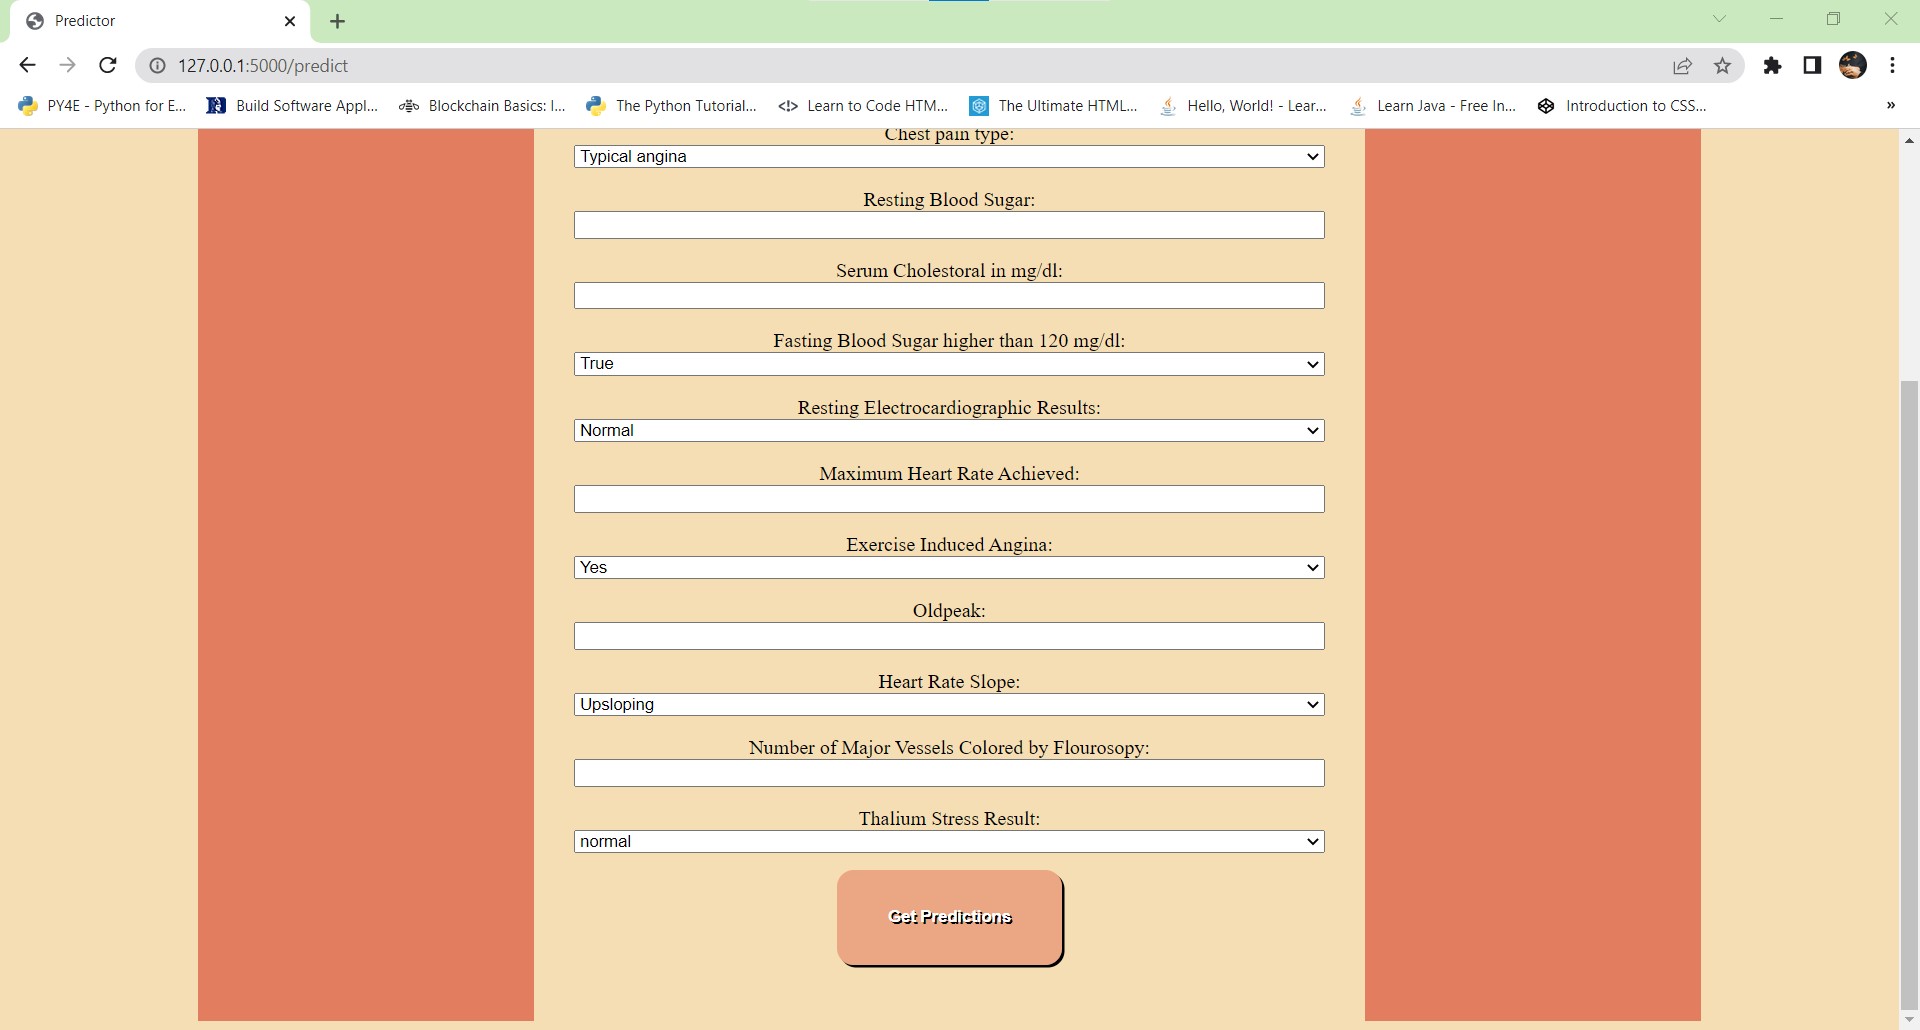 Predictor
127.0.0.1:5000/predict
PY4E - Python for E...
Build Software Appl...
Blockchain Basics: I...
The Python Tutorial...
Learn to Code HTM...
The Ultimate HTML...
Hello, World! - Lear...
Learn Java - Free In...
Introduction to CSS...
Chest pain type:
Typical angina
Resting Blood Sugar:
Serum Cholestoral in mg/dl:
Fasting Blood Sugar higher than 120 mg/dl:
True
Resting Electrocardiographic Results:
Normal
Maximum Heart Rate Achieved:
Exercise Induced Angina:
Yes
Oldpeak:
Heart Rate Slope:
Upsloping
Number of Major Vessels Colored by Flourosopy:
Thalium Stress Result:
normal
Get Predictions